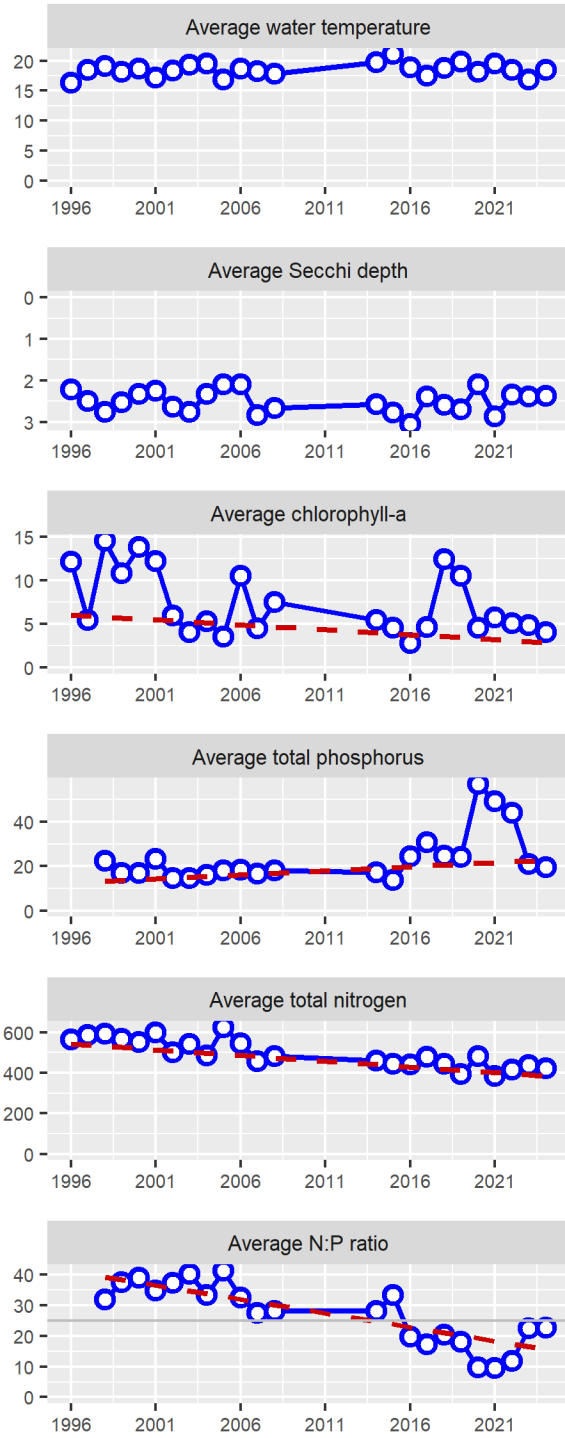 Average water temperature
20
15
10
5
0
1996 2001 2006 2011 2016 2021
Average Secchi depth
0
1
2
3
1996 2001 2006 2011 2016 2021
Average chlorophyll-a
15
10
5
0
1996 2001 2006 2011 2016 2021
Average total phosphorus
40
20
0
1996 2001 2006 2011 2016 2021
Average total nitrogen
600
400
200
0
1996 2001 2006 2011 2016 2021
Average N:P ratio
40
30
20
10
0
1996 2001 2006 2011 2016 2021